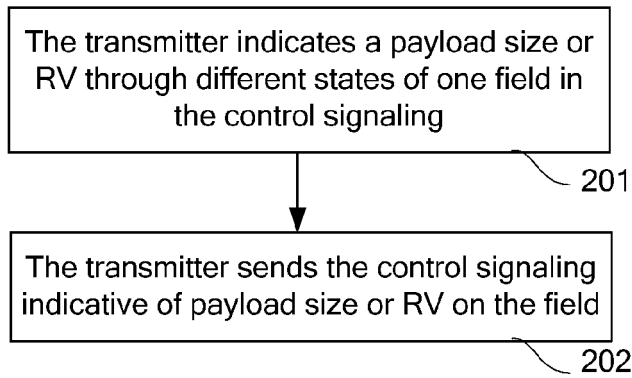 The transmitter indicates a payload size or
RV through different states of one field in
the control signaling
201
The transmitter sends the control signaling
indicative of payload size or RV on the field
202